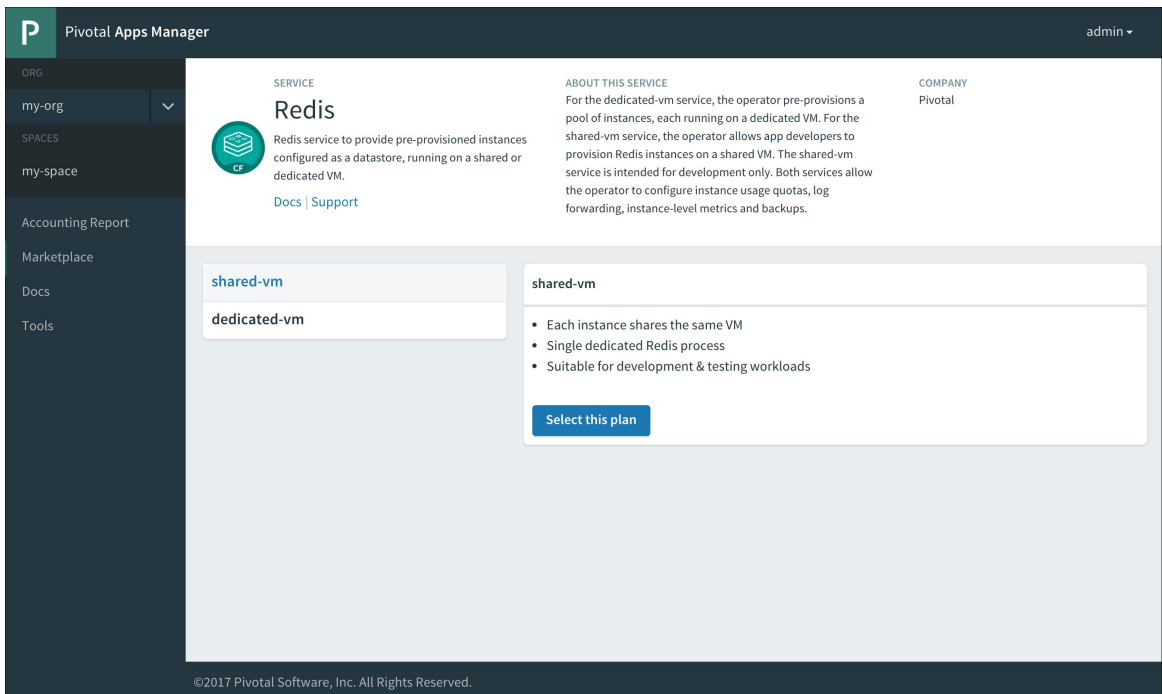 P
Pivotal Apps Manager
admin
ORG
my-org
SPACES
my-space
Accounting Report
Marketplace
Docs
Tools
SERVICE
Redis
CF
Redis service to provide pre-provisioned instances
configured as a datastore, running on a shared or
dedicated VM.
Docs | Support
ABOUT THIS SERVICE
For the dedicated-vm service, the operator pre-provisions a
pool of instances, each running on a dedicated VM. For the
shared-vm service, the operator allows app developers to
provision Redis instances on a shared VM. The shared-vm
service is intended for development only. Both services allow
the operator to configure instance usage quotas, log
forwarding, instance-level metrics and backups.
COMPANY
Pivotal
shared-vm
dedicated-vm
shared-vm
• Each instance shares the same VM
• Single dedicated Redis process
• Suitable for development & testing workloads
Select this plan
©2017 Pivotal Software, Inc. All Rights Reserved.